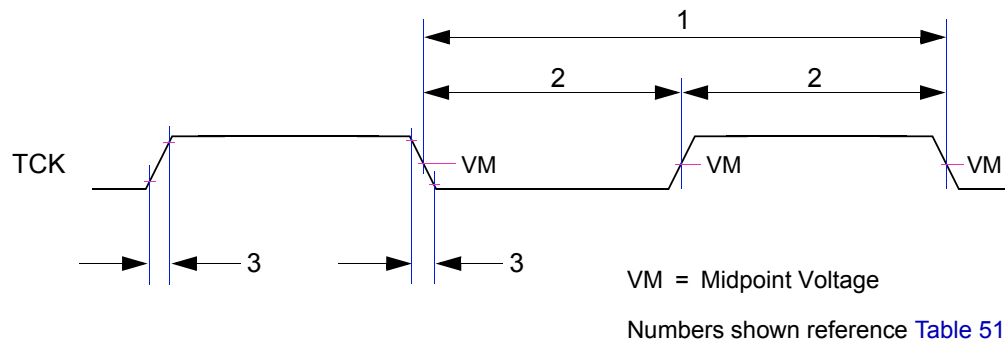 1
2 2
TCK
VM VM VM
3 3
VM = Midpoint Voltage
Numbers shown reference Table 51